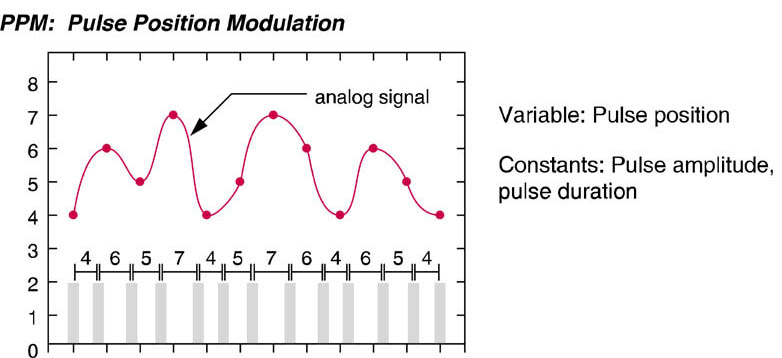 PPM: Pulse Position Modulation
8
analog signal
7
Variable: Pulse position
6
Constants: Pulse amplitude,
pulse duration
5
4
3
4 6 5 7 4 5 7 6 4 6 5 4
2
1
0